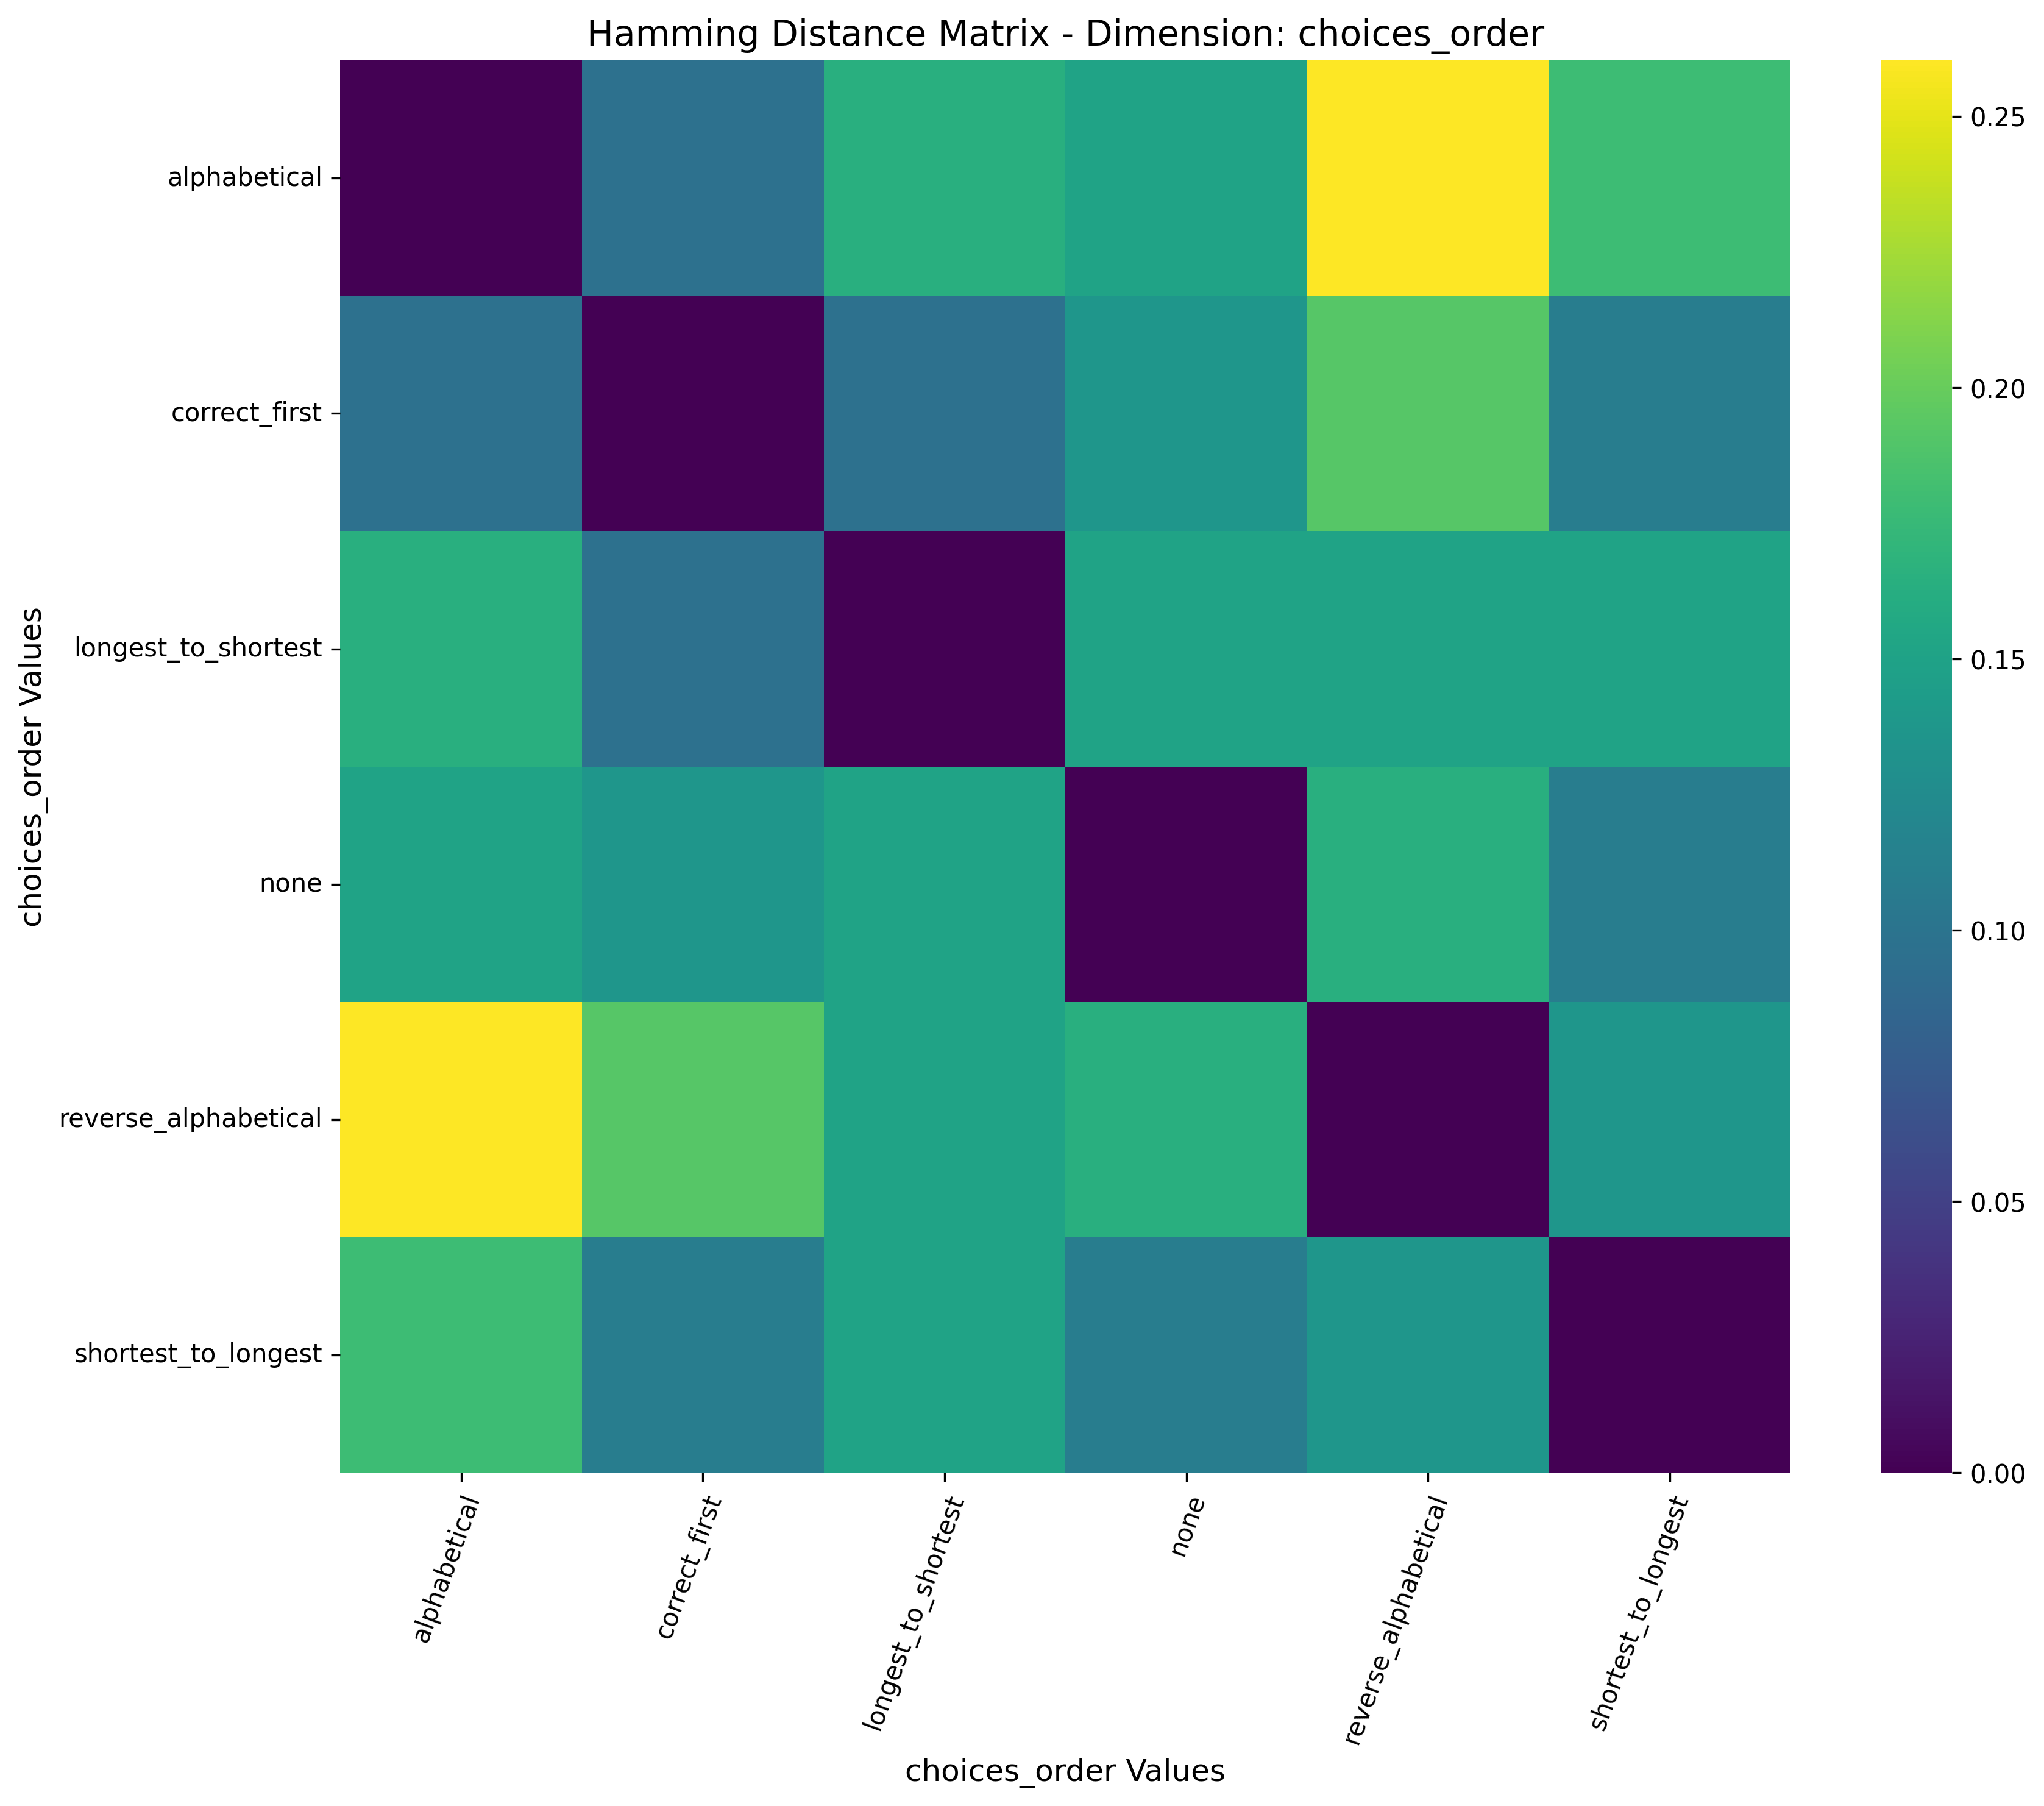 Hamming Distance Matrix - Dimension: choices_order
choices_order Values
alphabetical
correct_first
longest_to_shortest
none
reverse_alphabetical
shortest_to_longest
alphabetical
correct_first
longest_to_shortest
none
reverse_alphabetical
shortest_to_longest
choices_order Values
0.25
0.20
0.15
0.10
0.05
0.00